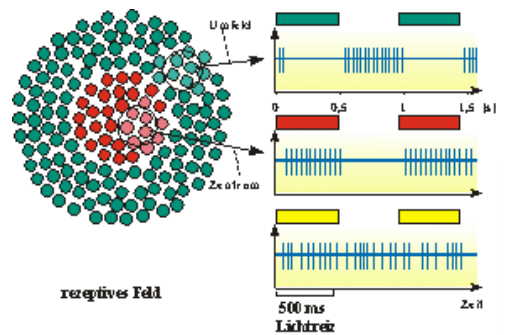 Umfeld
0 0,5 1 1,5 [s]
Zentrum
rezeptives Feld
500 ms
Lichtreiz
Zeit